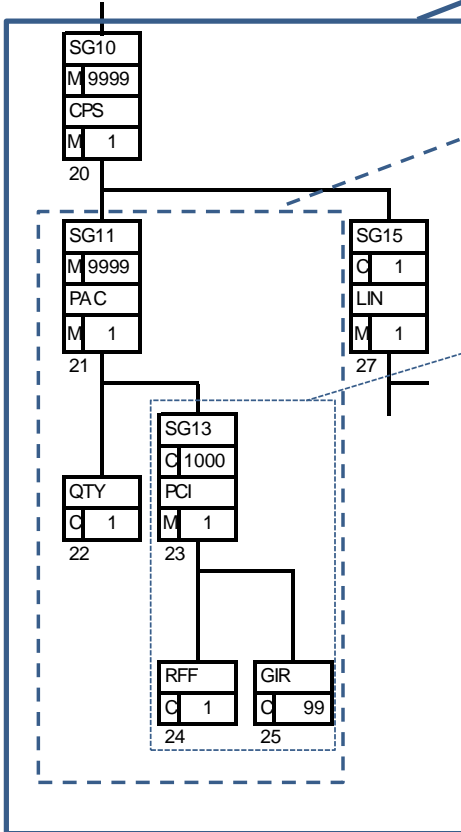 SG10
M 9999
CPS
M 1
20
SG11
M 9999
PAC
M 1
21
SG15
C 1
LIN
M 1
27
SG13
C 1000
PCI
M 1
23
QTY
C 1
22
RFF
C 1
24
GIR
C 99
25